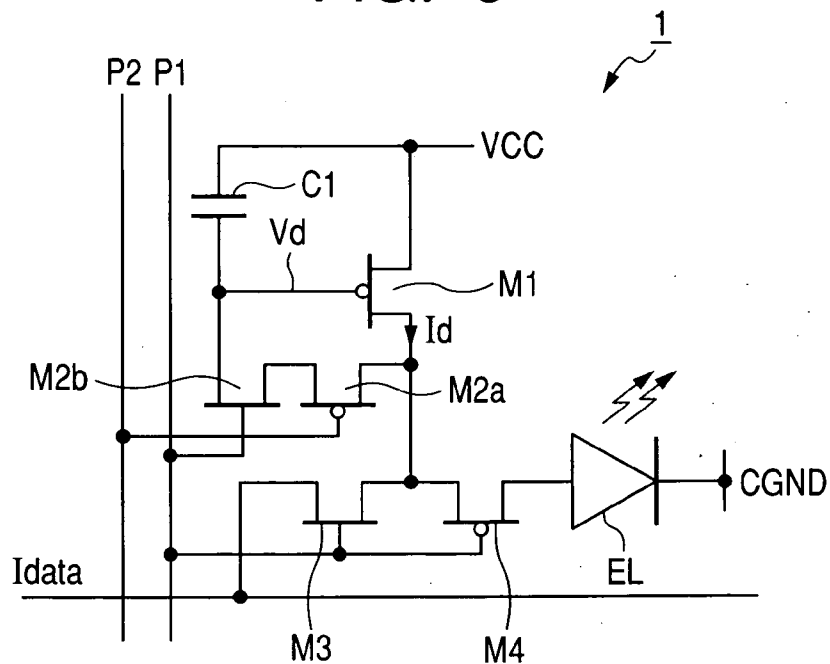 1
P2 P1
VCC
C1
Vd
M1
Id
M2b
M2a
CGND
EL
Idata
M3
M4